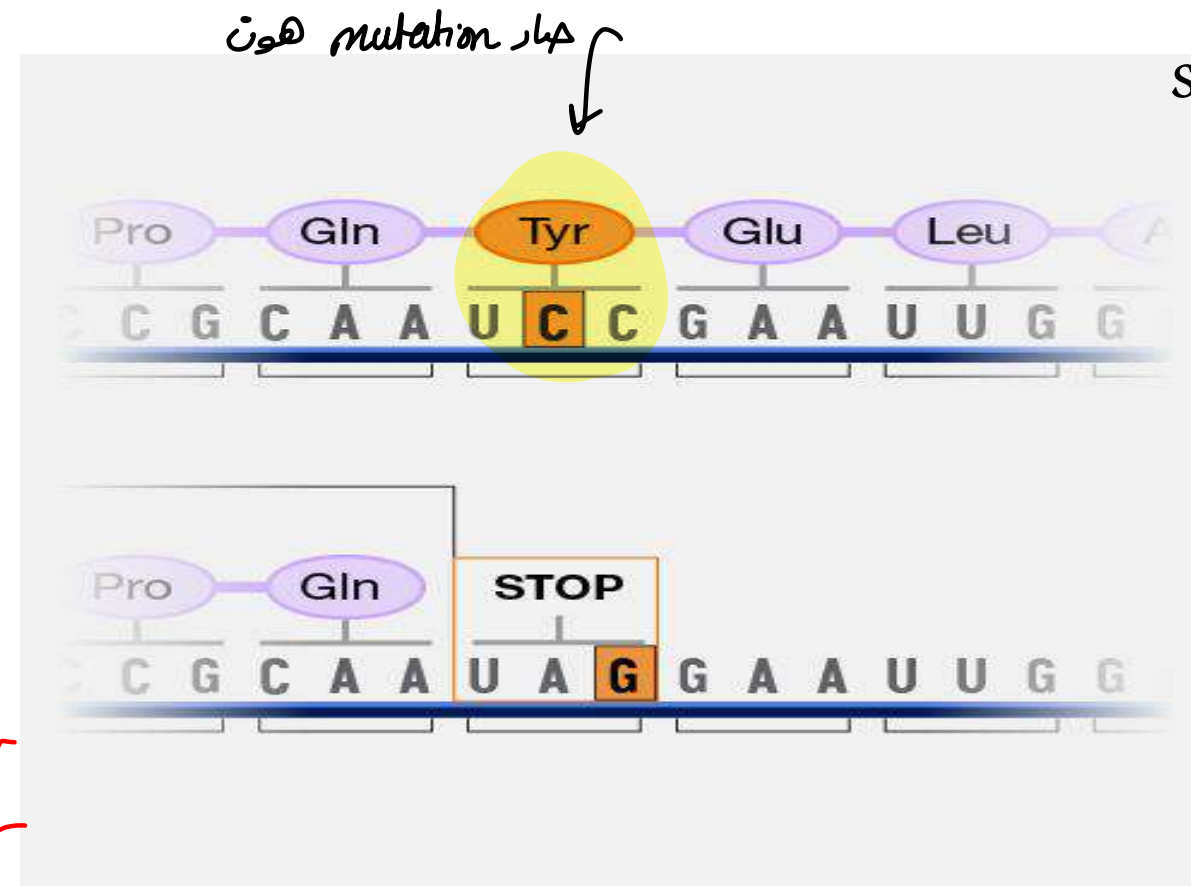 صار mutation هون
S
Pro Gln Tyr Glu Leu A
C C G C A A U C C G A A U U G G
Pro Gln STOP
C C G C A A U A G G A A U U G G